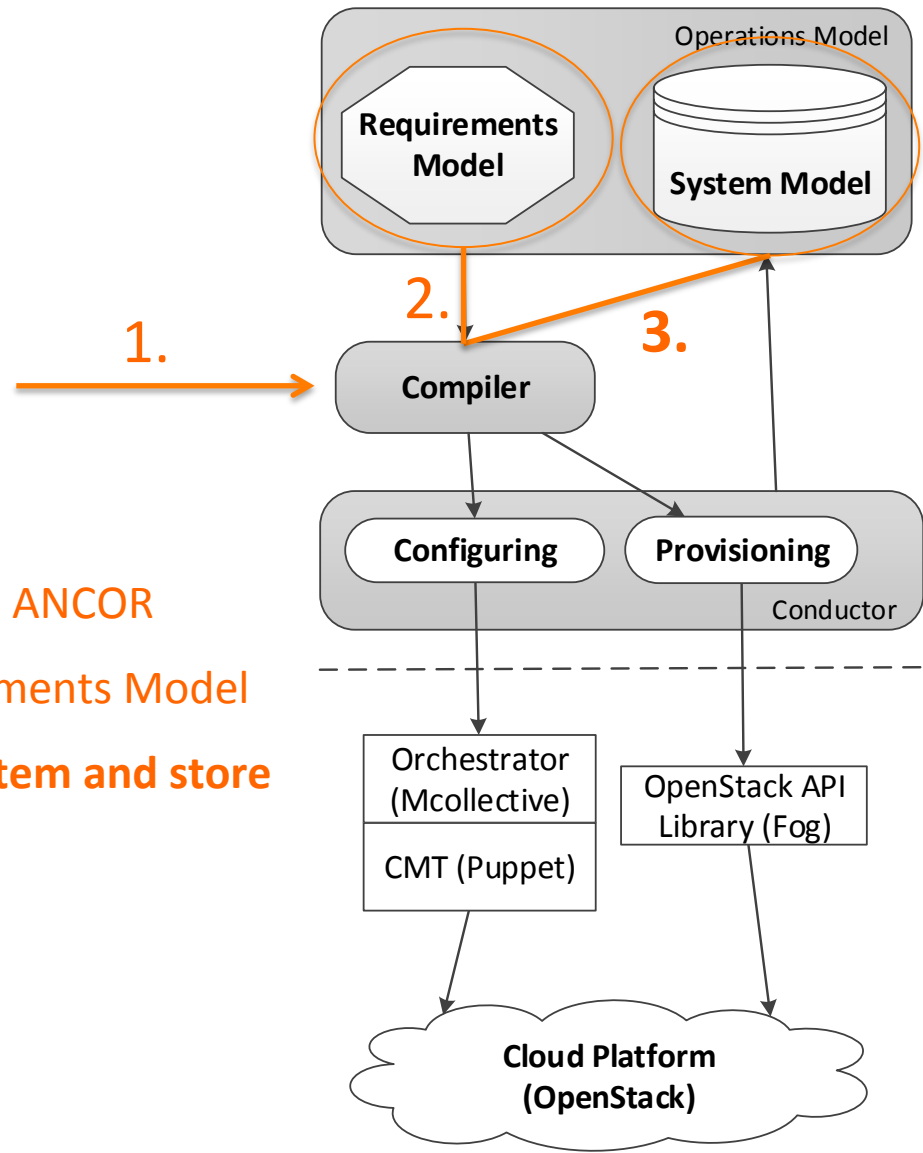 Operations Model
Requirements
Model
System Model
2.
1.
3.
Compiler
Configuring
Provisioning
Conductor
ANCOR
ments Model
tem and store
Orchestrator
(Mcollective)
CMT (Puppet)
OpenStack API
Library (Fog)
Cloud Platform
(OpenStack)